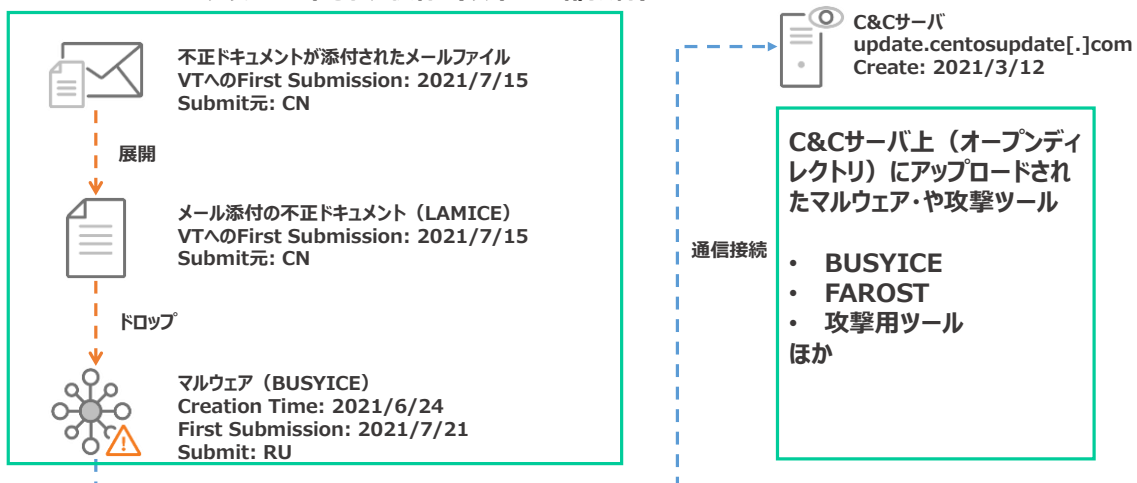 不正ドキュメントが添付されたメールファイル
VTへのFirst Submission: 2021/7/15
Submit元: CN
展開
メール添付の不正ドキュメント（LAMICE）
VTへのFirst Submission: 2021/7/15
Submit元: CN
ドロップ
マルウェア（BUSYICE）
Creation Time: 2021/6/24
First Submission: 2021/7/21
Submit: RU
C&Cサーバ
update.centosupdate[.]com
Create: 2021/3/12
通信接続
C&Cサーバ上（オープンディ
レクトリ）にアップロードされ
たマルウェア・や攻撃ツール
• BUSYICE
• FAROST
• 攻撃用ツール
ほか